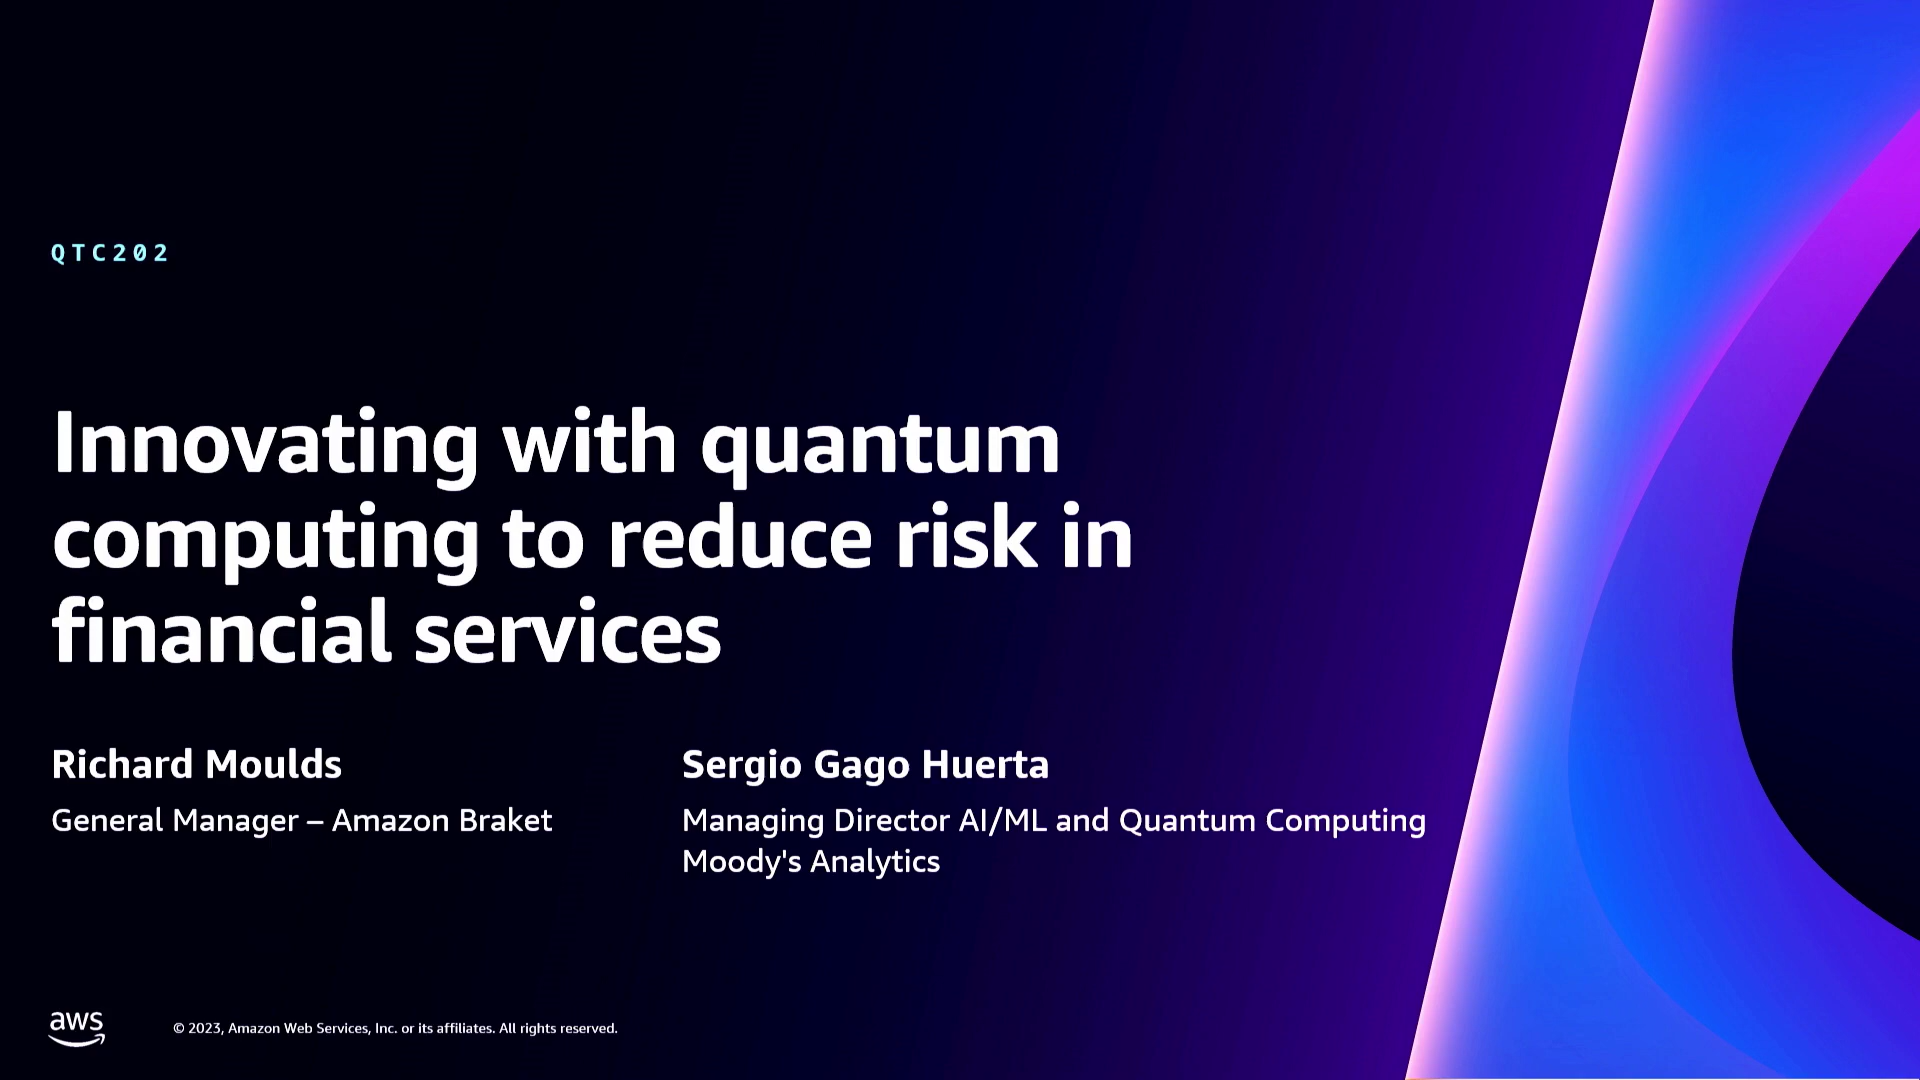 QTC202
Innovating with quantum
computing to reduce risk in
financial services
Richard Moulds
General Manager – Amazon Braket
Sergio Gago Huerta
Managing Director AI/ML and Quantum Computing
Moody's Analytics
aws
© 2023, Amazon Web Services, Inc. or its affiliates. All rights reserved.